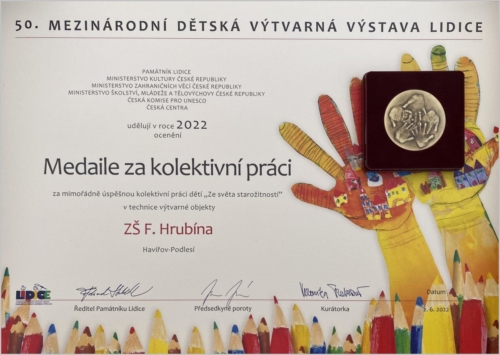 50. MEZINÁRODNÍ DĚTSKÁ VÝTVARNÁ VÝSTAVA LIDICE
PAMÁTNÍK LIDICE
MINISTERSTVO KULTURY ČESKÉ REPUBLIKY
MINISTERSTVO ZAHRANIČNÍCH VĚCÍ ČESKÉ REPUBLIKY
MINISTERSTVO ŠKOLSTVÍ, MLÁDEŽE A TĚLOVÝCHOVY ČESKÉ REPUBLIKY
ČESKÁ KOMISE PRO UNESCO
ČESKÁ CENTRA
udělují v roce 2022
ocenění
Medaile za kolektivní práci
za mimořádně úspěšnou kolektivní práci dětí „Ze světa starožitností“
v technice výtvarné objekty
ZŠ F. Hrubína
Havířov-Podlesí
LIDICE
Ředitel Památníku Lidice
Předsedkyně poroty
Kurátorka
Datum
6. 2022